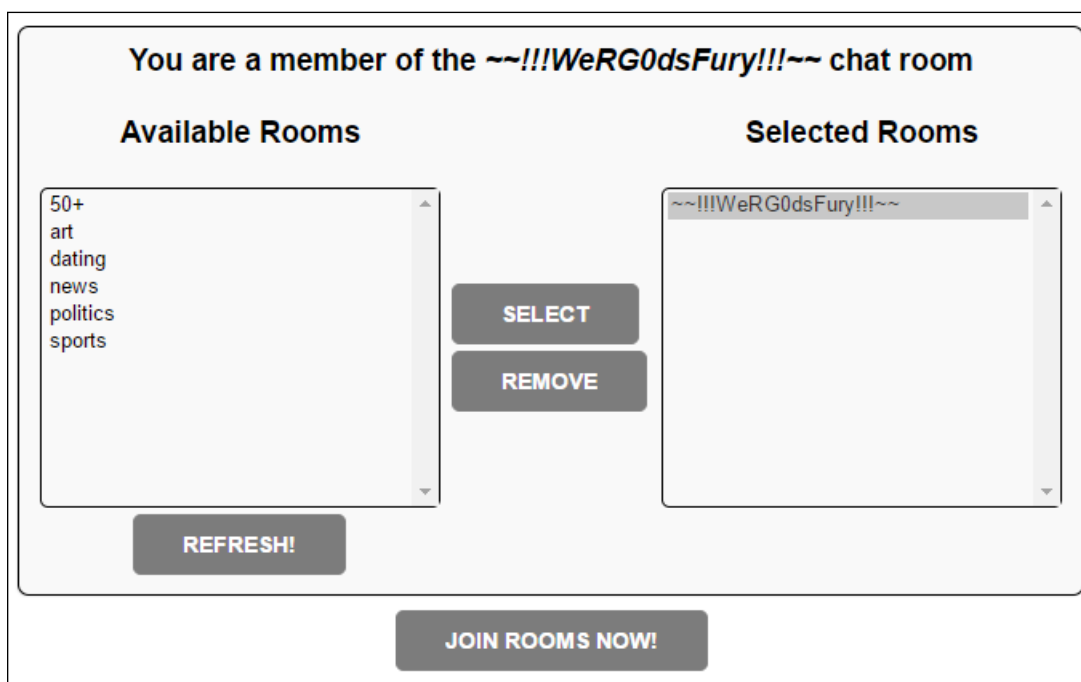 You are a member of the ~~!!!WeRG0dsFury!!!~~ chat room
Available Rooms
Selected Rooms
50+
art
dating
news
politics
sports
SELECT
REMOVE
~~!!!WeRG0dsFury!!!~~
REFRESH!
JOIN ROOMS NOW!